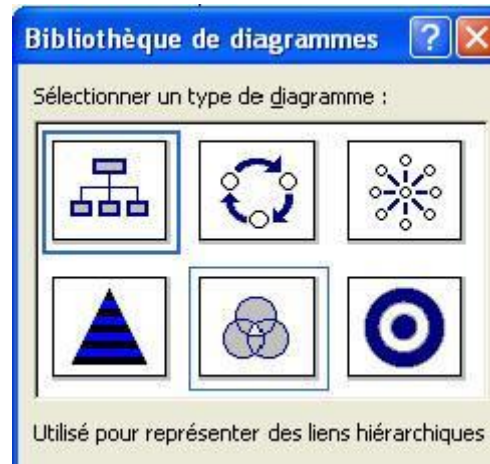 Bibliothèque de diagrammes ?
Sélectionner un type de diagramme :
Utilisé pour représenter des liens hiérarchiques